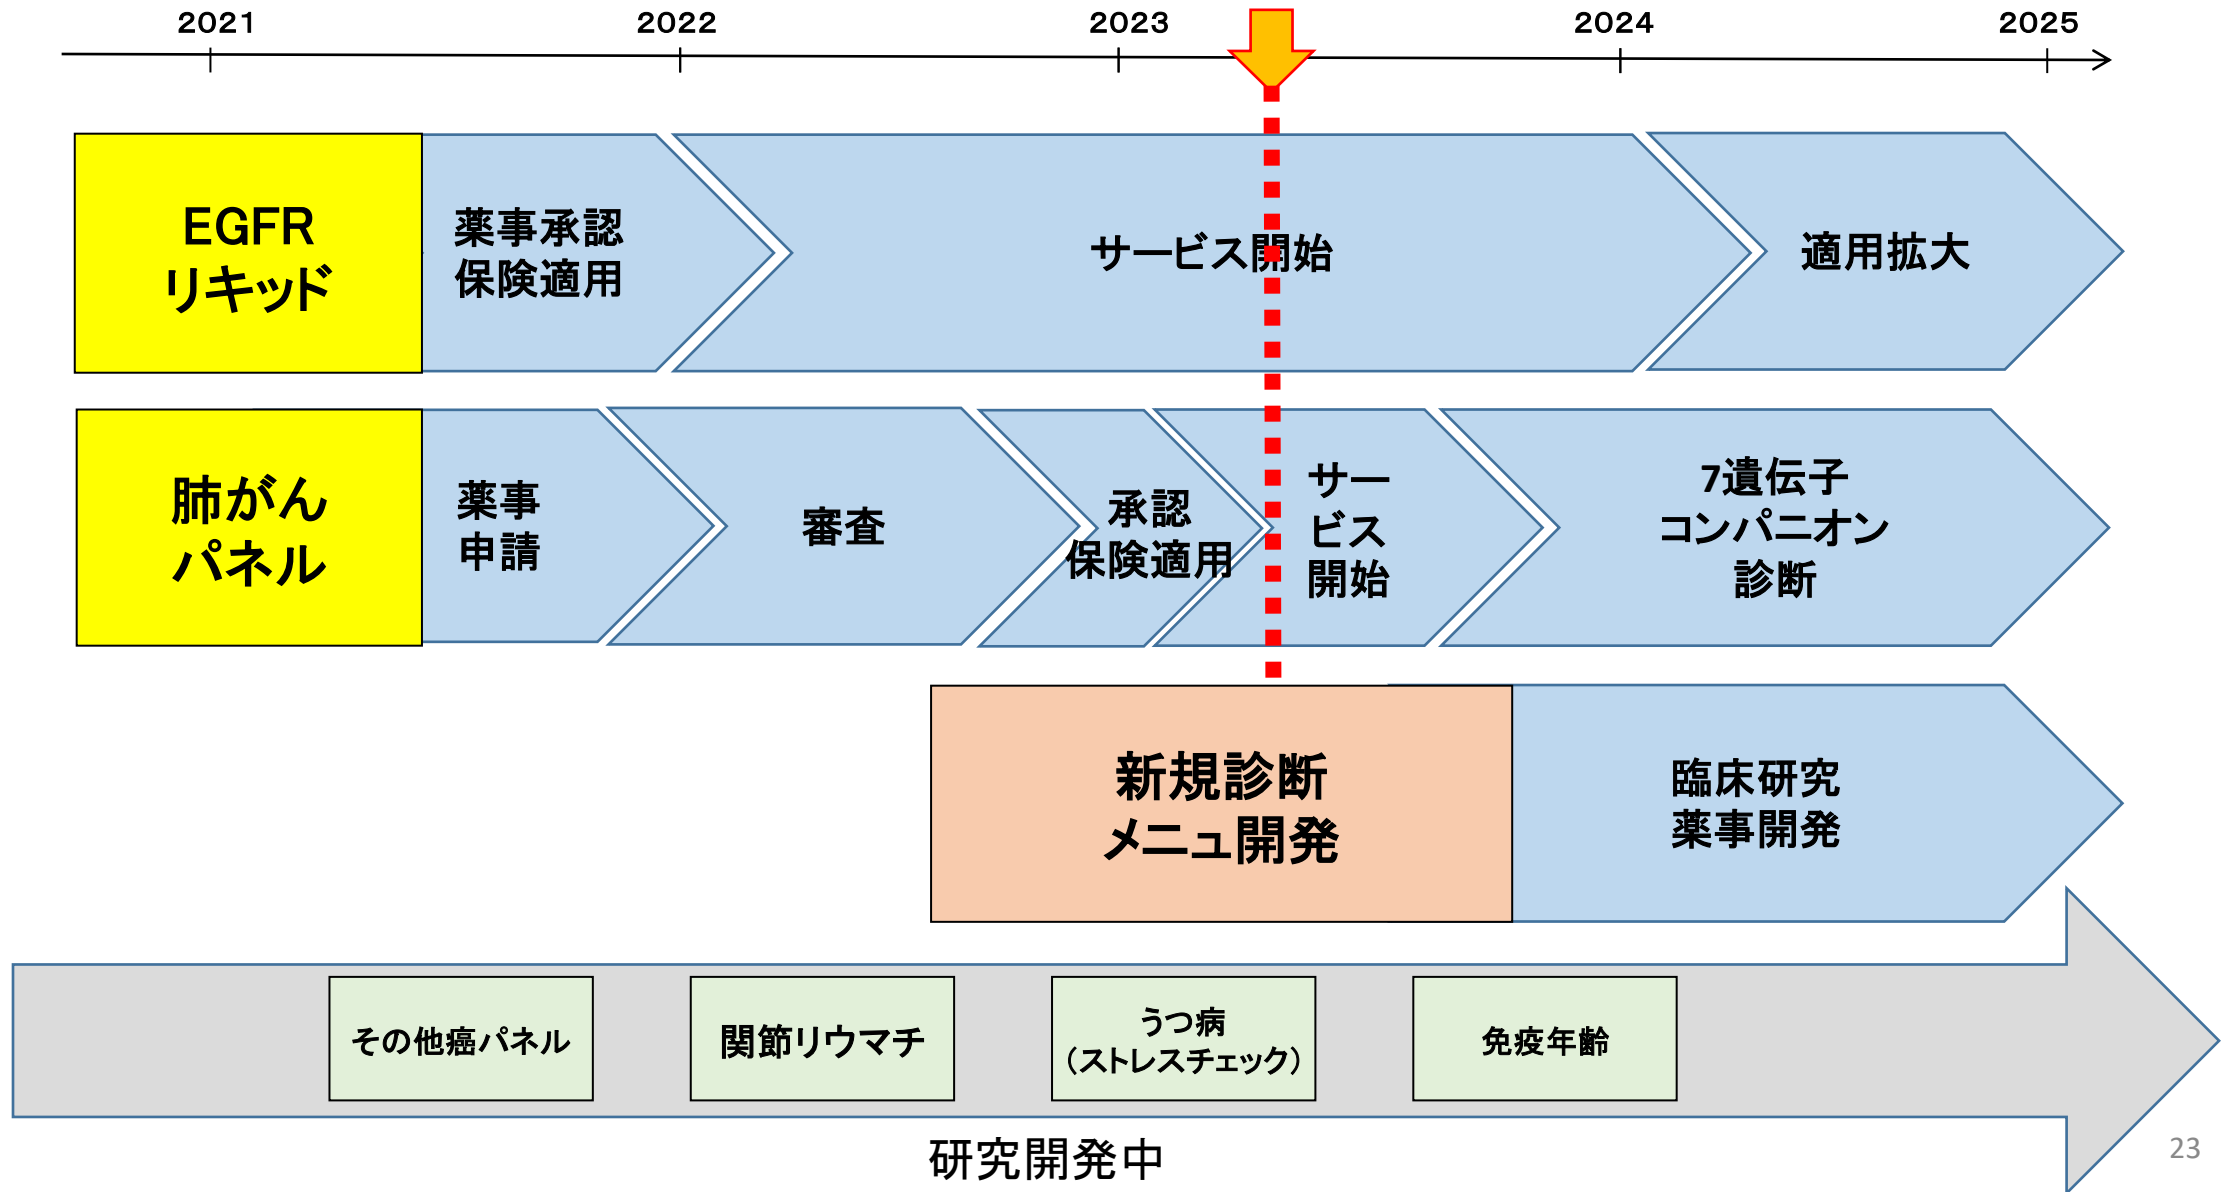 2021
2022
2023
2024
2025
EGFR
リキッド
薬事承認
保険適用
サービス開始
適用拡大
肺がん
パネル
薬事
申請
審査
承認
保険適用
サー
ビス
開始
7遺伝子
コンパニオン
診断
新規診断
メニュ開発
臨床研究
薬事開発
その他癌パネル
関節リウマチ
うつ病
（ストレスチェック）
免疫年齢
研究開発中
23